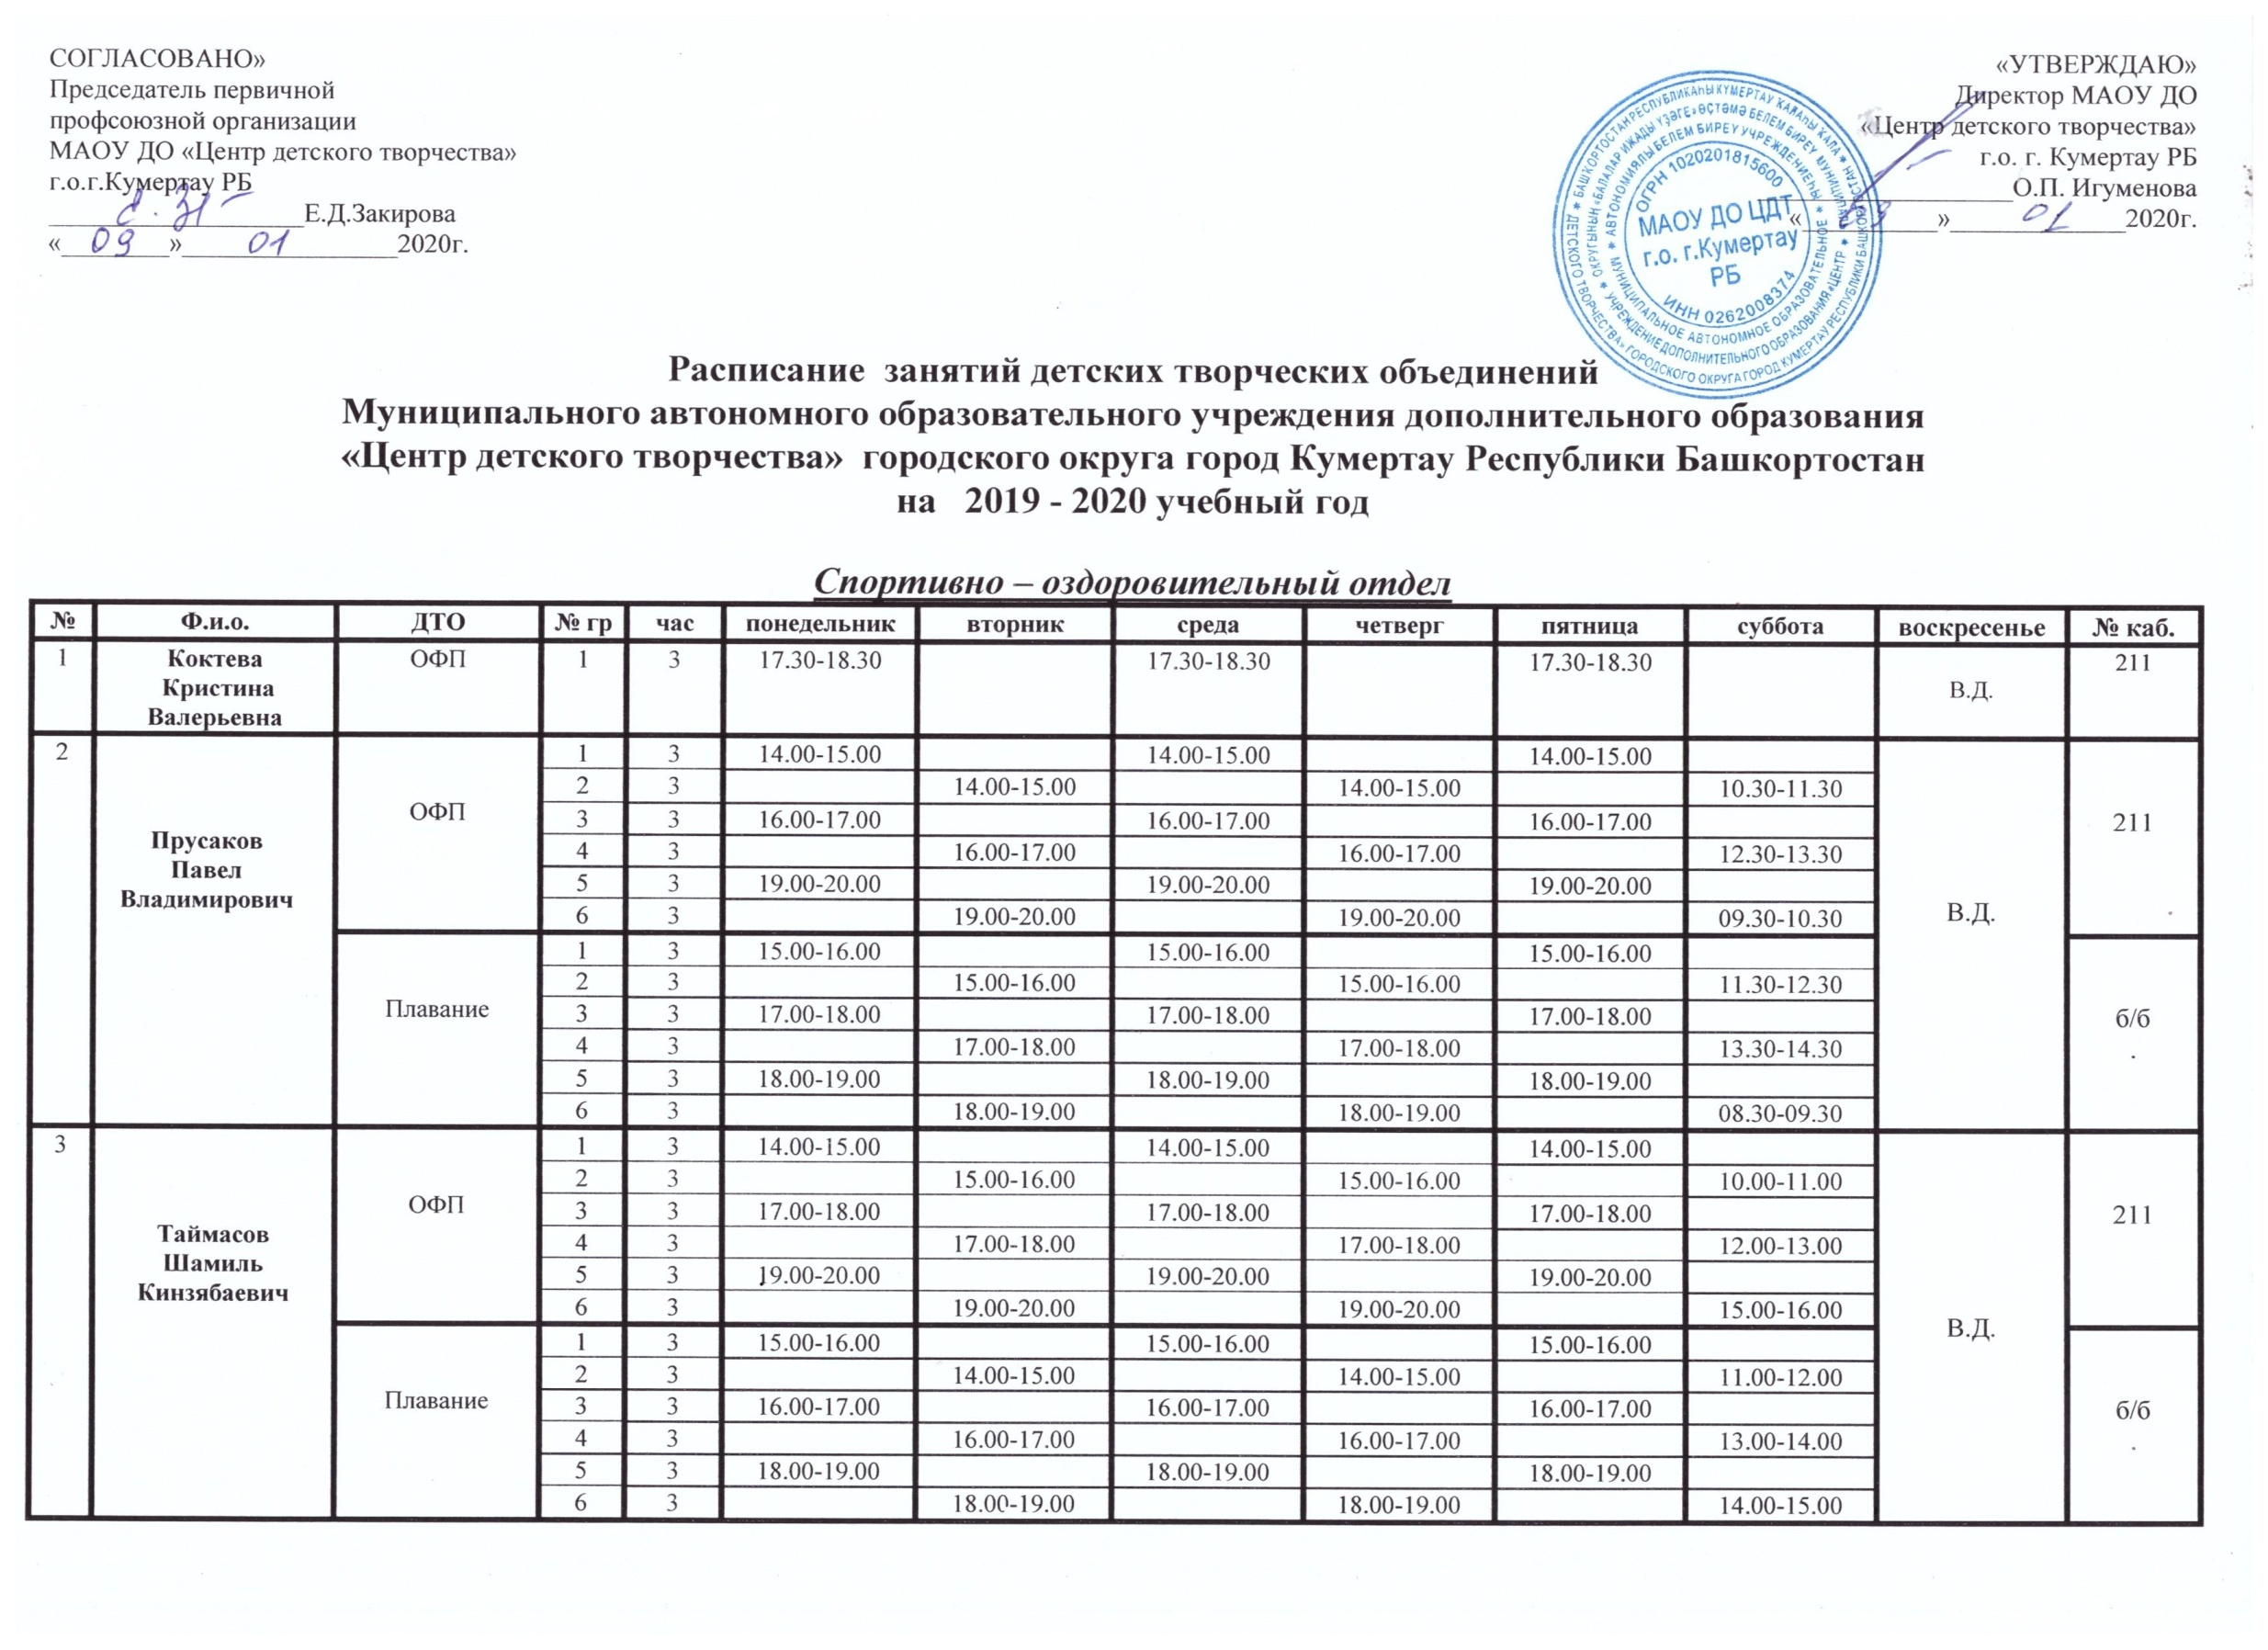 СОГЛАСОВАНО»
Председатель первичной
профсоюзной организации
МАОУ ДО «Центр детского творчества»
г.о.г.Кумертау РБ
Е.Д.Закирова
« 09 » 01 2020г.
«УТВЕРЖДАЮ»
Директор МАОУ ДО
«Центр детского творчества»
г.о. г. Кумертау РБ
О.П. Игуменова
« » 01 2020г.
ОГРН 1020201815600
МАОУ ДО ЦДТ
г.о. г.Кумертау
РБ
ИНН 0262008374
МУНИЦИПАЛЬНОЕ АВТОНОМНОЕ ОБРАЗОВАТЕЛЬНОЕ
УЧРЕЖДЕНИЕ ДОПОЛНИТЕЛЬНОГО ОБРАЗОВАНИЯ «ЦЕНТР
ДЕТСКОГО ТВОРЧЕСТВА» ГОРОДСКОГО ОКРУГА ГОРОД КУМЕРТАУ РЕСПУБЛИКИ БАШКОРТОСТАН
Расписание занятий детских творческих объединений
Муниципального автономного образовательного учреждения дополнительного образования
«Центр детского творчества» городского округа город Кумертау Республики Башкортостан
на 2019 - 2020 учебный год
Спортивно – оздоровительный отдел
№ Ф.и.о. ДТО № гр час понедельник вторник среда четверг пятница суббота воскресенье № каб.
1 Коктева ОФП 1 3 17.30-18.30 17.30-18.30 17.30-18.30 211
Кристина В.Д.
Валерьевна
2 1 3 14.00-15.00 14.00-15.00 14.00-15.00
2 3 14.00-15.00 14.00-15.00 10.30-11.30
ОФП 3 3 16.00-17.00 16.00-17.00 16.00-17.00 211
Прусаков 4 3 16.00-17.00 16.00-17.00 12.30-13.30
Павел 5 3 19.00-20.00 19.00-20.00 19.00-20.00
Владимирович 6 3 19.00-20.00 19.00-20.00 09.30-10.30 В.Д.
1 3 15.00-16.00 15.00-16.00 15.00-16.00
2 3 15.00-16.00 15.00-16.00 11.30-12.30
Плавание 3 3 17.00-18.00 17.00-18.00 17.00-18.00 б/б
4 3 17.00-18.00 17.00-18.00 13.30-14.30 .
5 3 18.00-19.00 18.00-19.00 18.00-19.00
6 3 18.00-19.00 18.00-19.00 08.30-09.30
3 1 3 14.00-15.00 14.00-15.00 14.00-15.00
2 3 15.00-16.00 15.00-16.00 10.00-11.00
ОФП 3 3 17.00-18.00 17.00-18.00 17.00-18.00 211
Таймасов 4 3 17.00-18.00 17.00-18.00 12.00-13.00
Шамиль 5 3 19.00-20.00 19.00-20.00 19.00-20.00
Кинзябаевич 6 3 19.00-20.00 19.00-20.00 15.00-16.00
1 3 15.00-16.00 15.00-16.00 15.00-16.00 В.Д.
2 3 14.00-15.00 14.00-15.00 11.00-12.00
Плавание 3 3 16.00-17.00 16.00-17.00 16.00-17.00 б/б
4 3 16.00-17.00 16.00-17.00 13.00-14.00 .
5 3 18.00-19.00 18.00-19.00 18.00-19.00
6 3 18.00-19.00 18.00-19.00 14.00-15.00